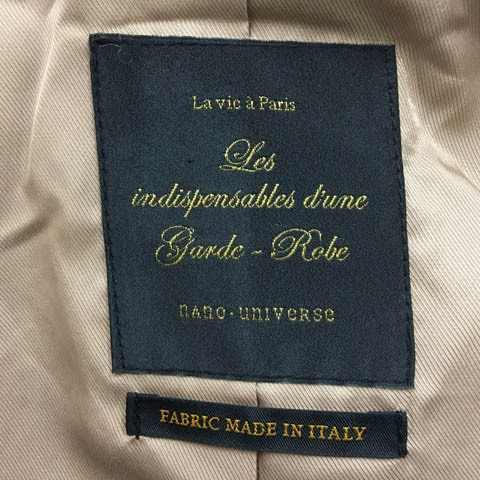 La vie à Paris
Les
indispensables d'une
Garde - Robe
nano·universe
FABRIC MADE IN ITALY